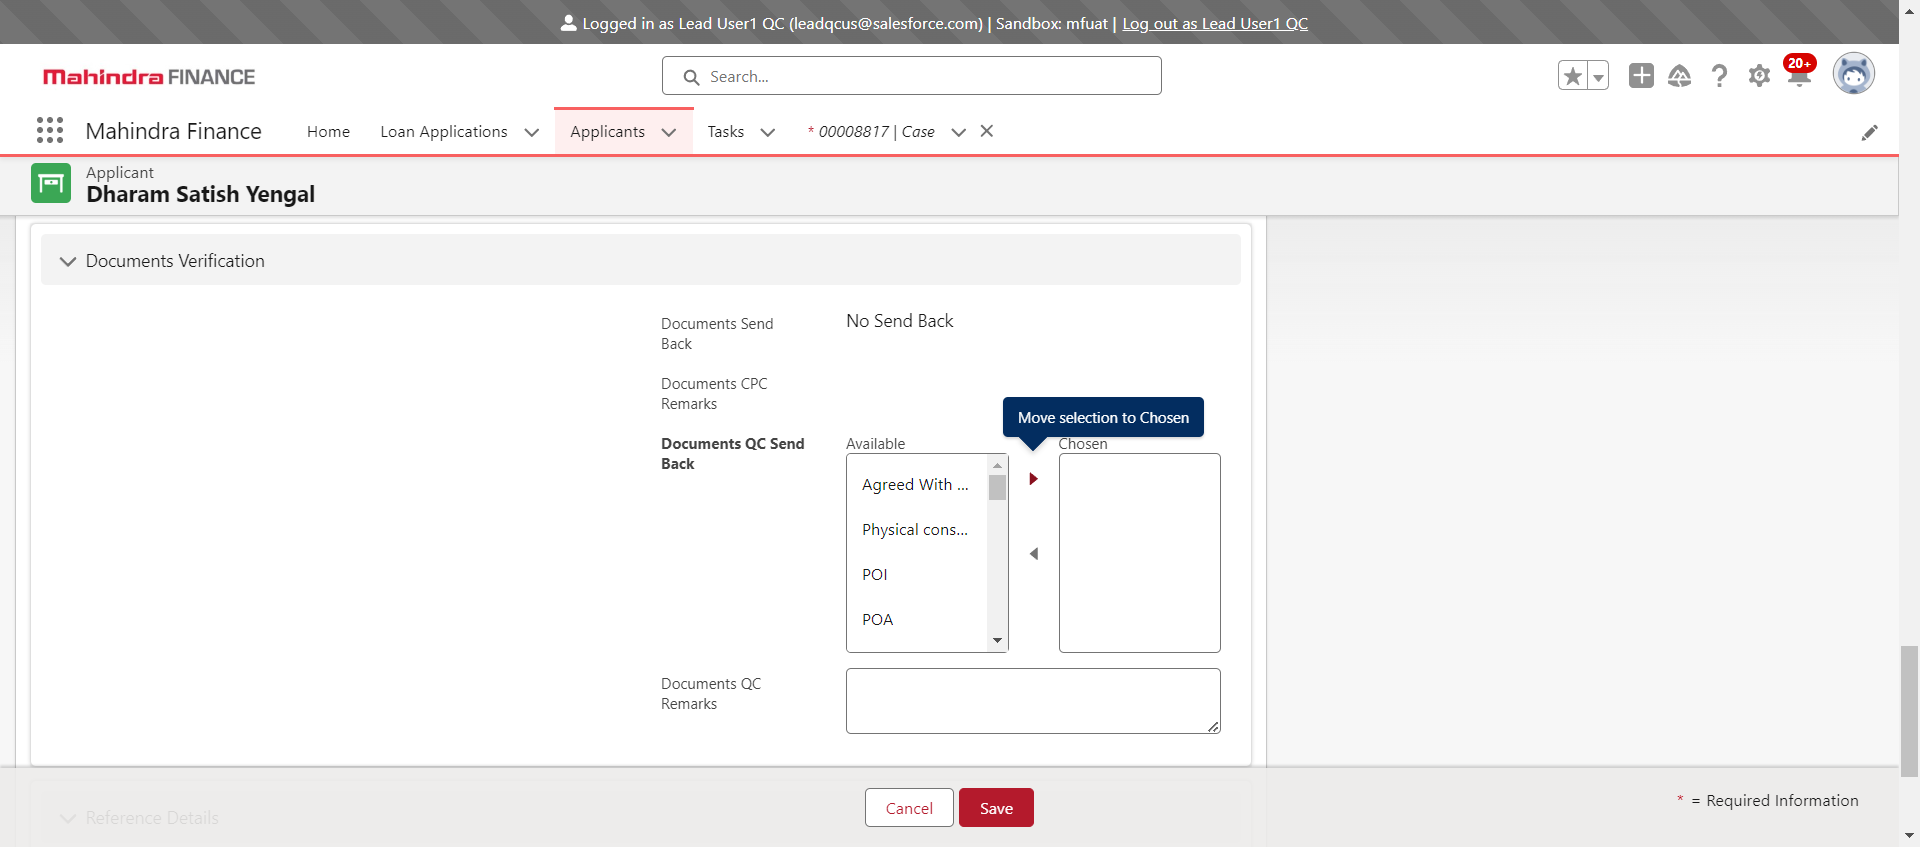 Logged in as Lead User1 QC (leadqcus@salesforce.com) | Sandbox: mfuat | Log out as Lead User1 QC
Mahindra FINANCE
Search...
20+
Mahindra Finance
Home
Loan Applications
Applicants
Tasks
* 00008817 | Case
Applicant
Dharam Satish Yengal
Documents Verification
Documents Send
Back
No Send Back
Documents CPC
Remarks
Move selection to Chosen
Documents QC Send
Back
Available
Chosen
Agreed With ...
Physical cons...
POI
POA
Documents QC
Remarks
Reference Details
Cancel
Save
* = Required Information